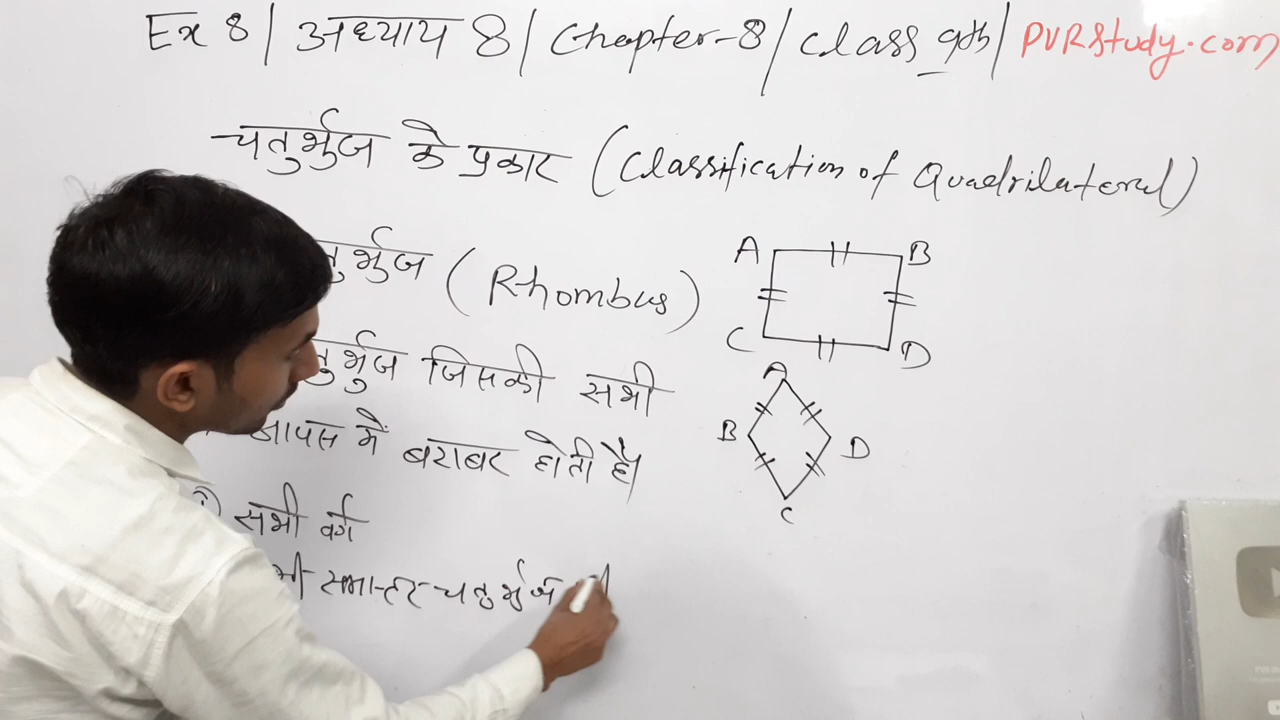 Ex 8 | अध्याय 8 | Chapter-8 | Class 9th | PVRStudy.com
चतुर्भुज के प्रकार (Classification of Quadrilateral)
तुर्भुज (Rhombus)
A B
C D
तुर्भुज जिसकी सभी
आपस में बराबर होती है।
A
B D
C
सभी वर्ग
समान्तर चतुर्भुज